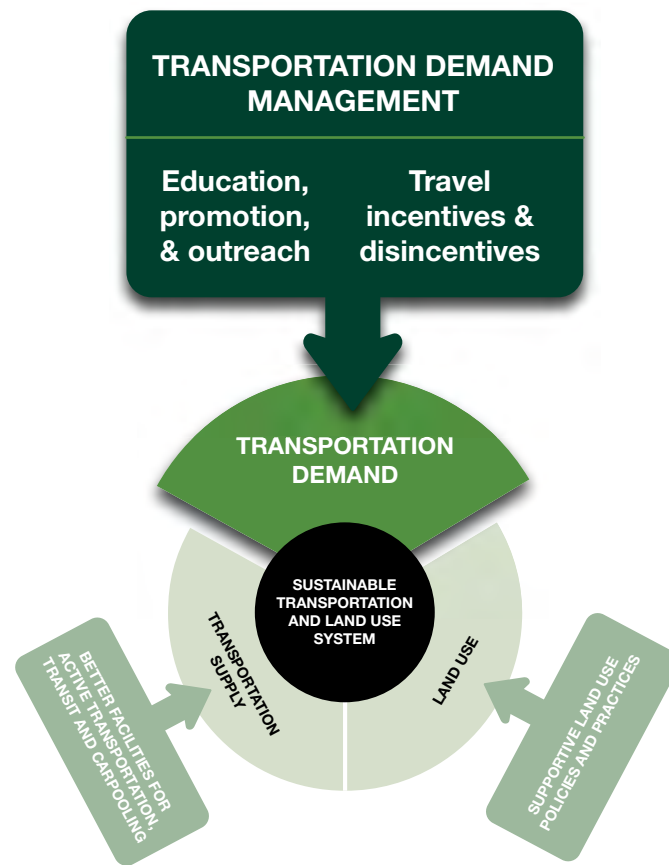 TRANSPORTATION DEMAND
MANAGEMENT
Education,
promotion,
& outreach
Travel
incentives &
disincentives
TRANSPORTATION
DEMAND
SUSTAINABLE
TRANSPORTATION
AND LAND USE
SYSTEM
TRANSPORTATION
SUPPLY
LAND USE
BETTER FACILITIES FOR
ACTIVE TRANSPORTATION,
TRANSIT AND CARPOOLING
SUPPORTIVE LAND USE
POLICIES AND PRACTICES